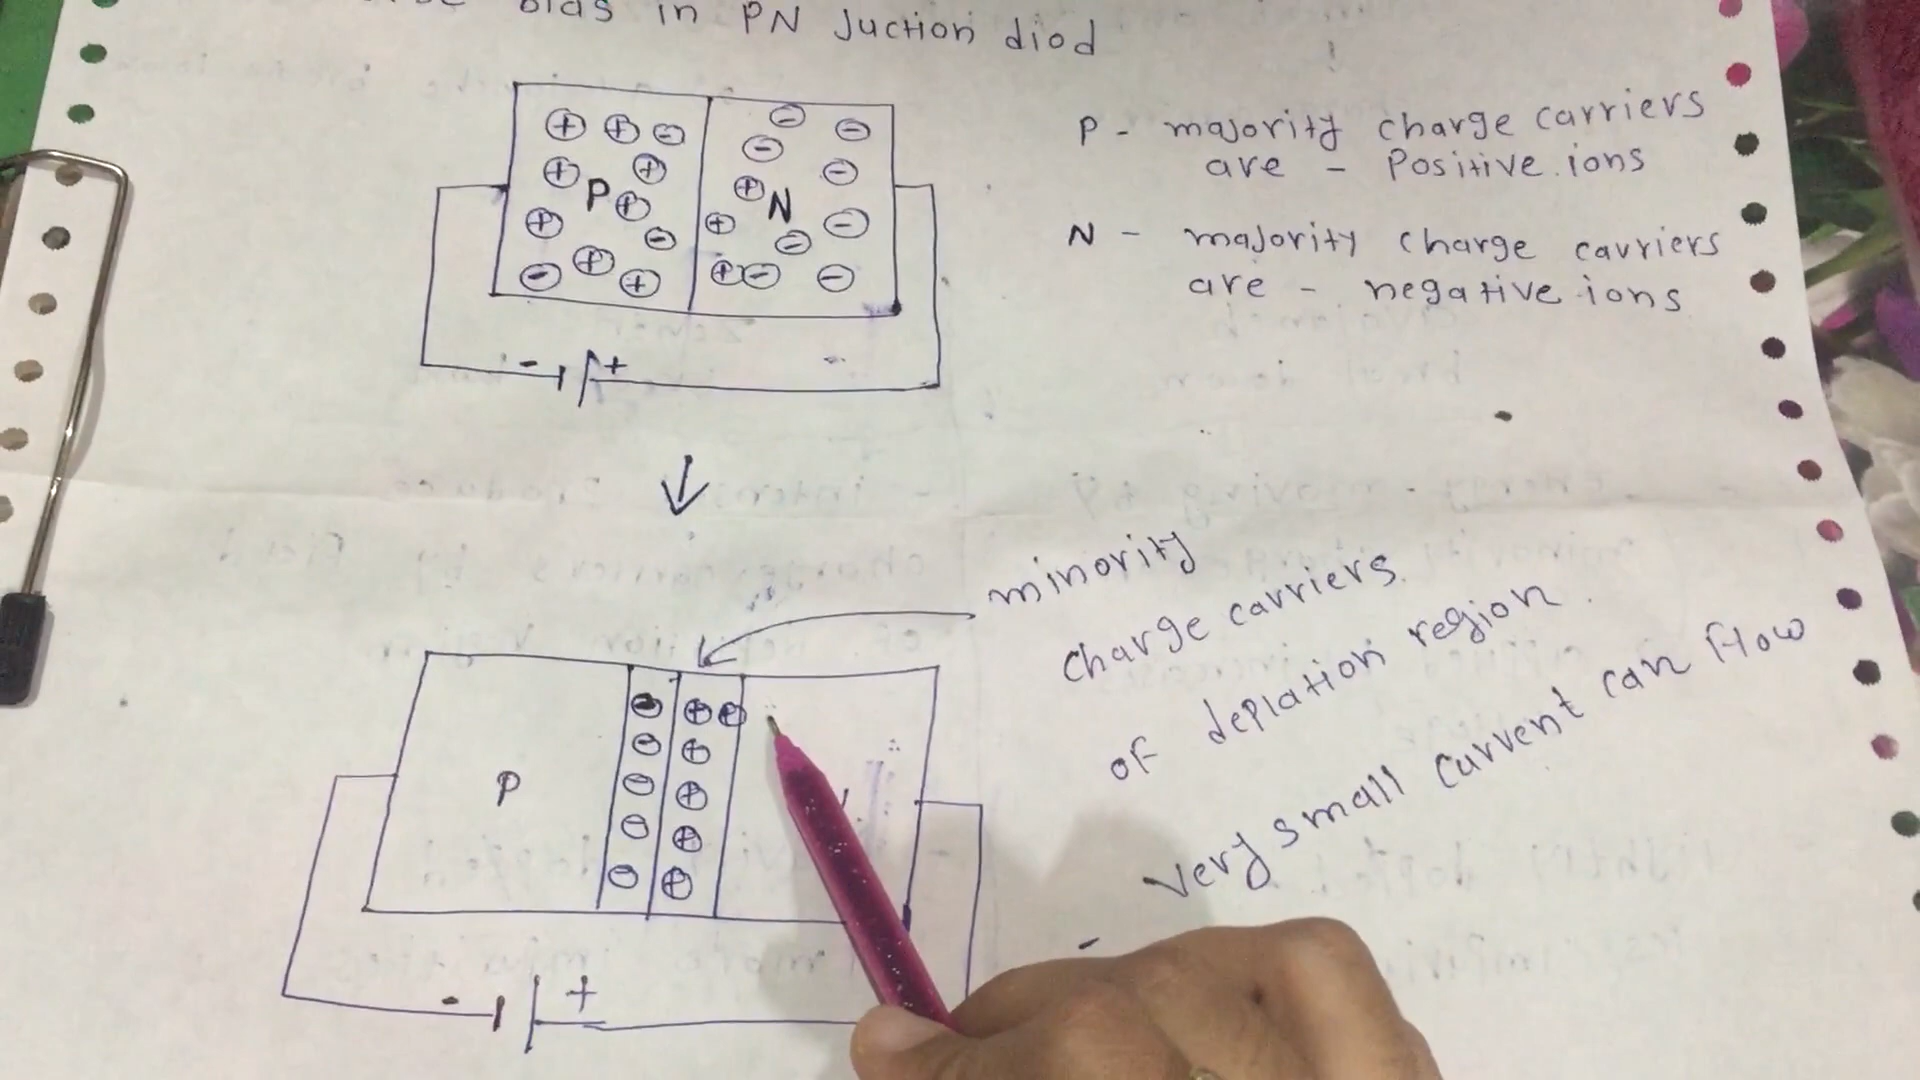 bias in PN Juction diod
P - majority charge carriers
are - Positive ions
N - majority charge carriers
are - negative ions
P
N
- +
minority
charge carriers
of deplation region
very small current can flow
P
- +